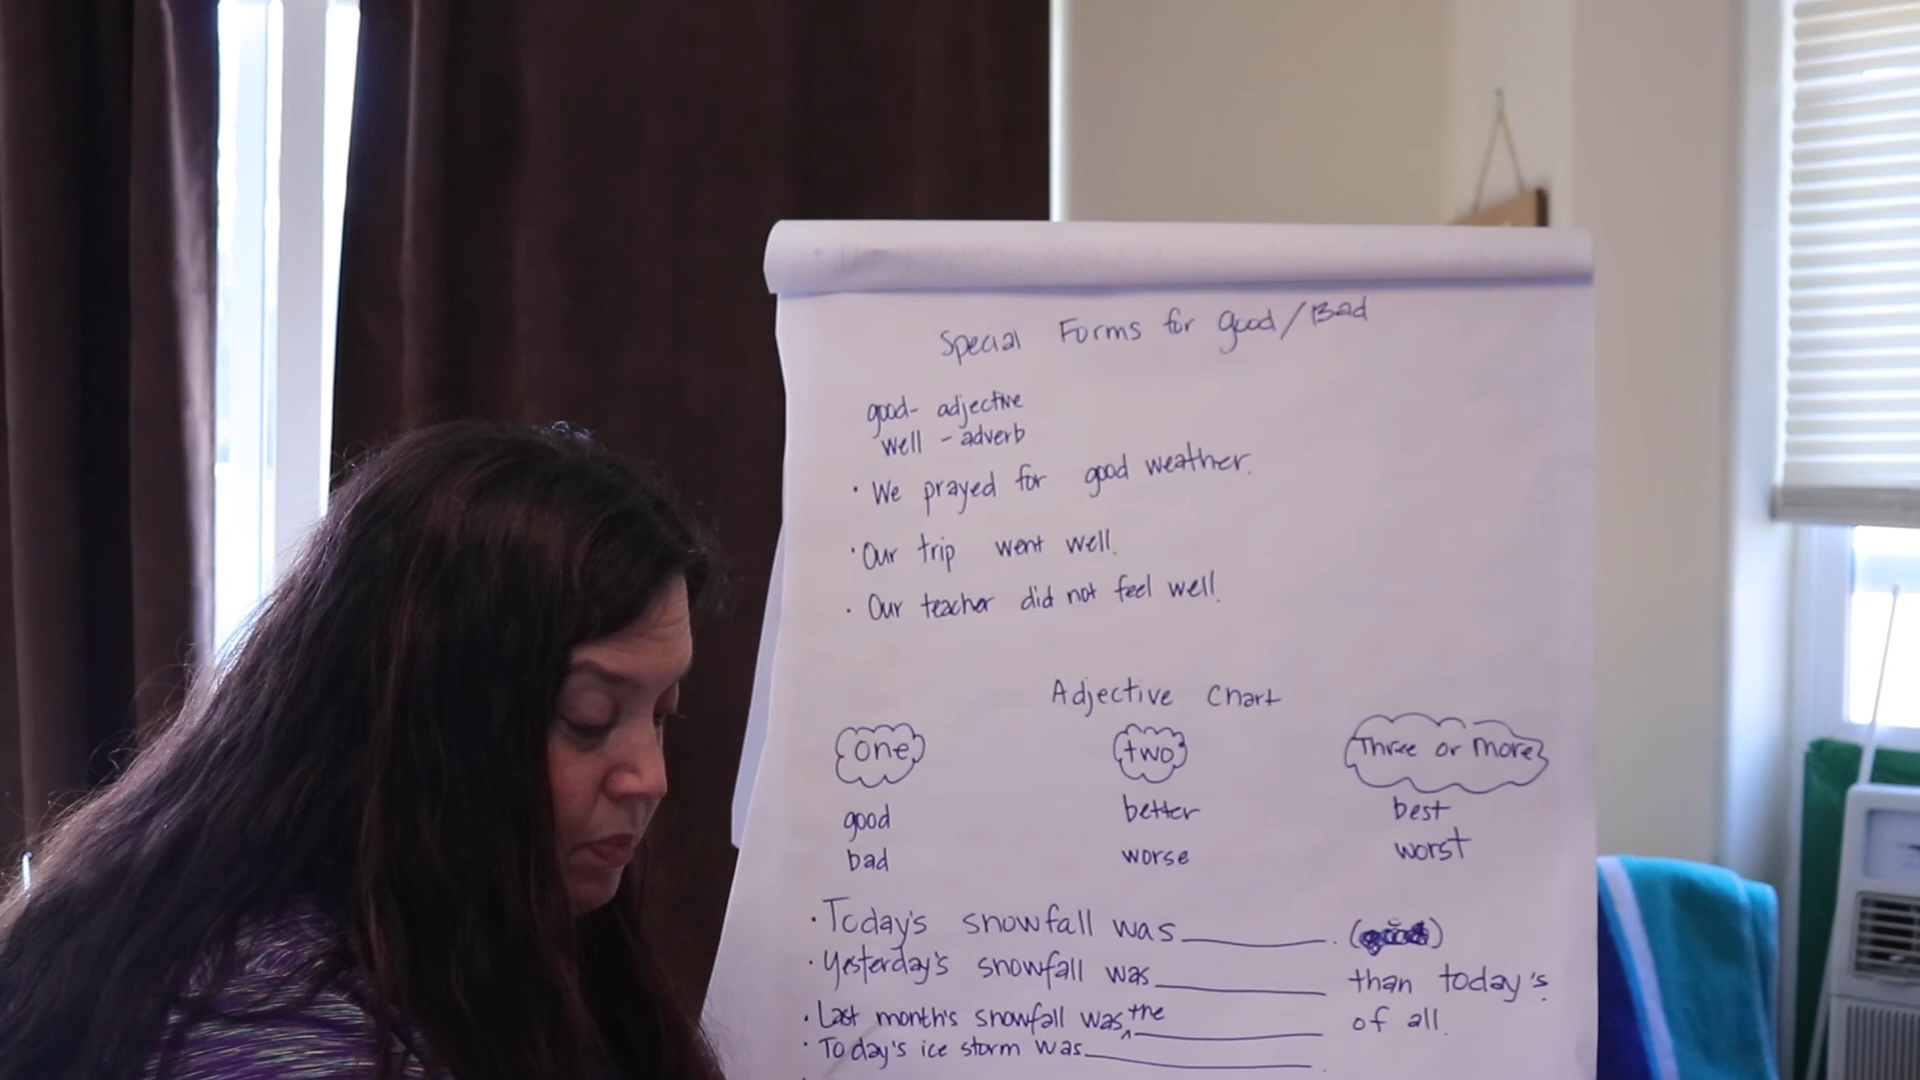 Special Forms for good/Bad
good- adjective
well - adverb
· We prayed for good weather.
· Our trip went well.
· Our teacher did not feel well.
Adjective Chart
one two Three or more
good better best
bad worse worst
· Today's snowfall was ______. ( )
· Yesterday's snowfall was ______ than today's.
· Last month's snowfall was the ______ of all.
· Today's ice storm was ______.